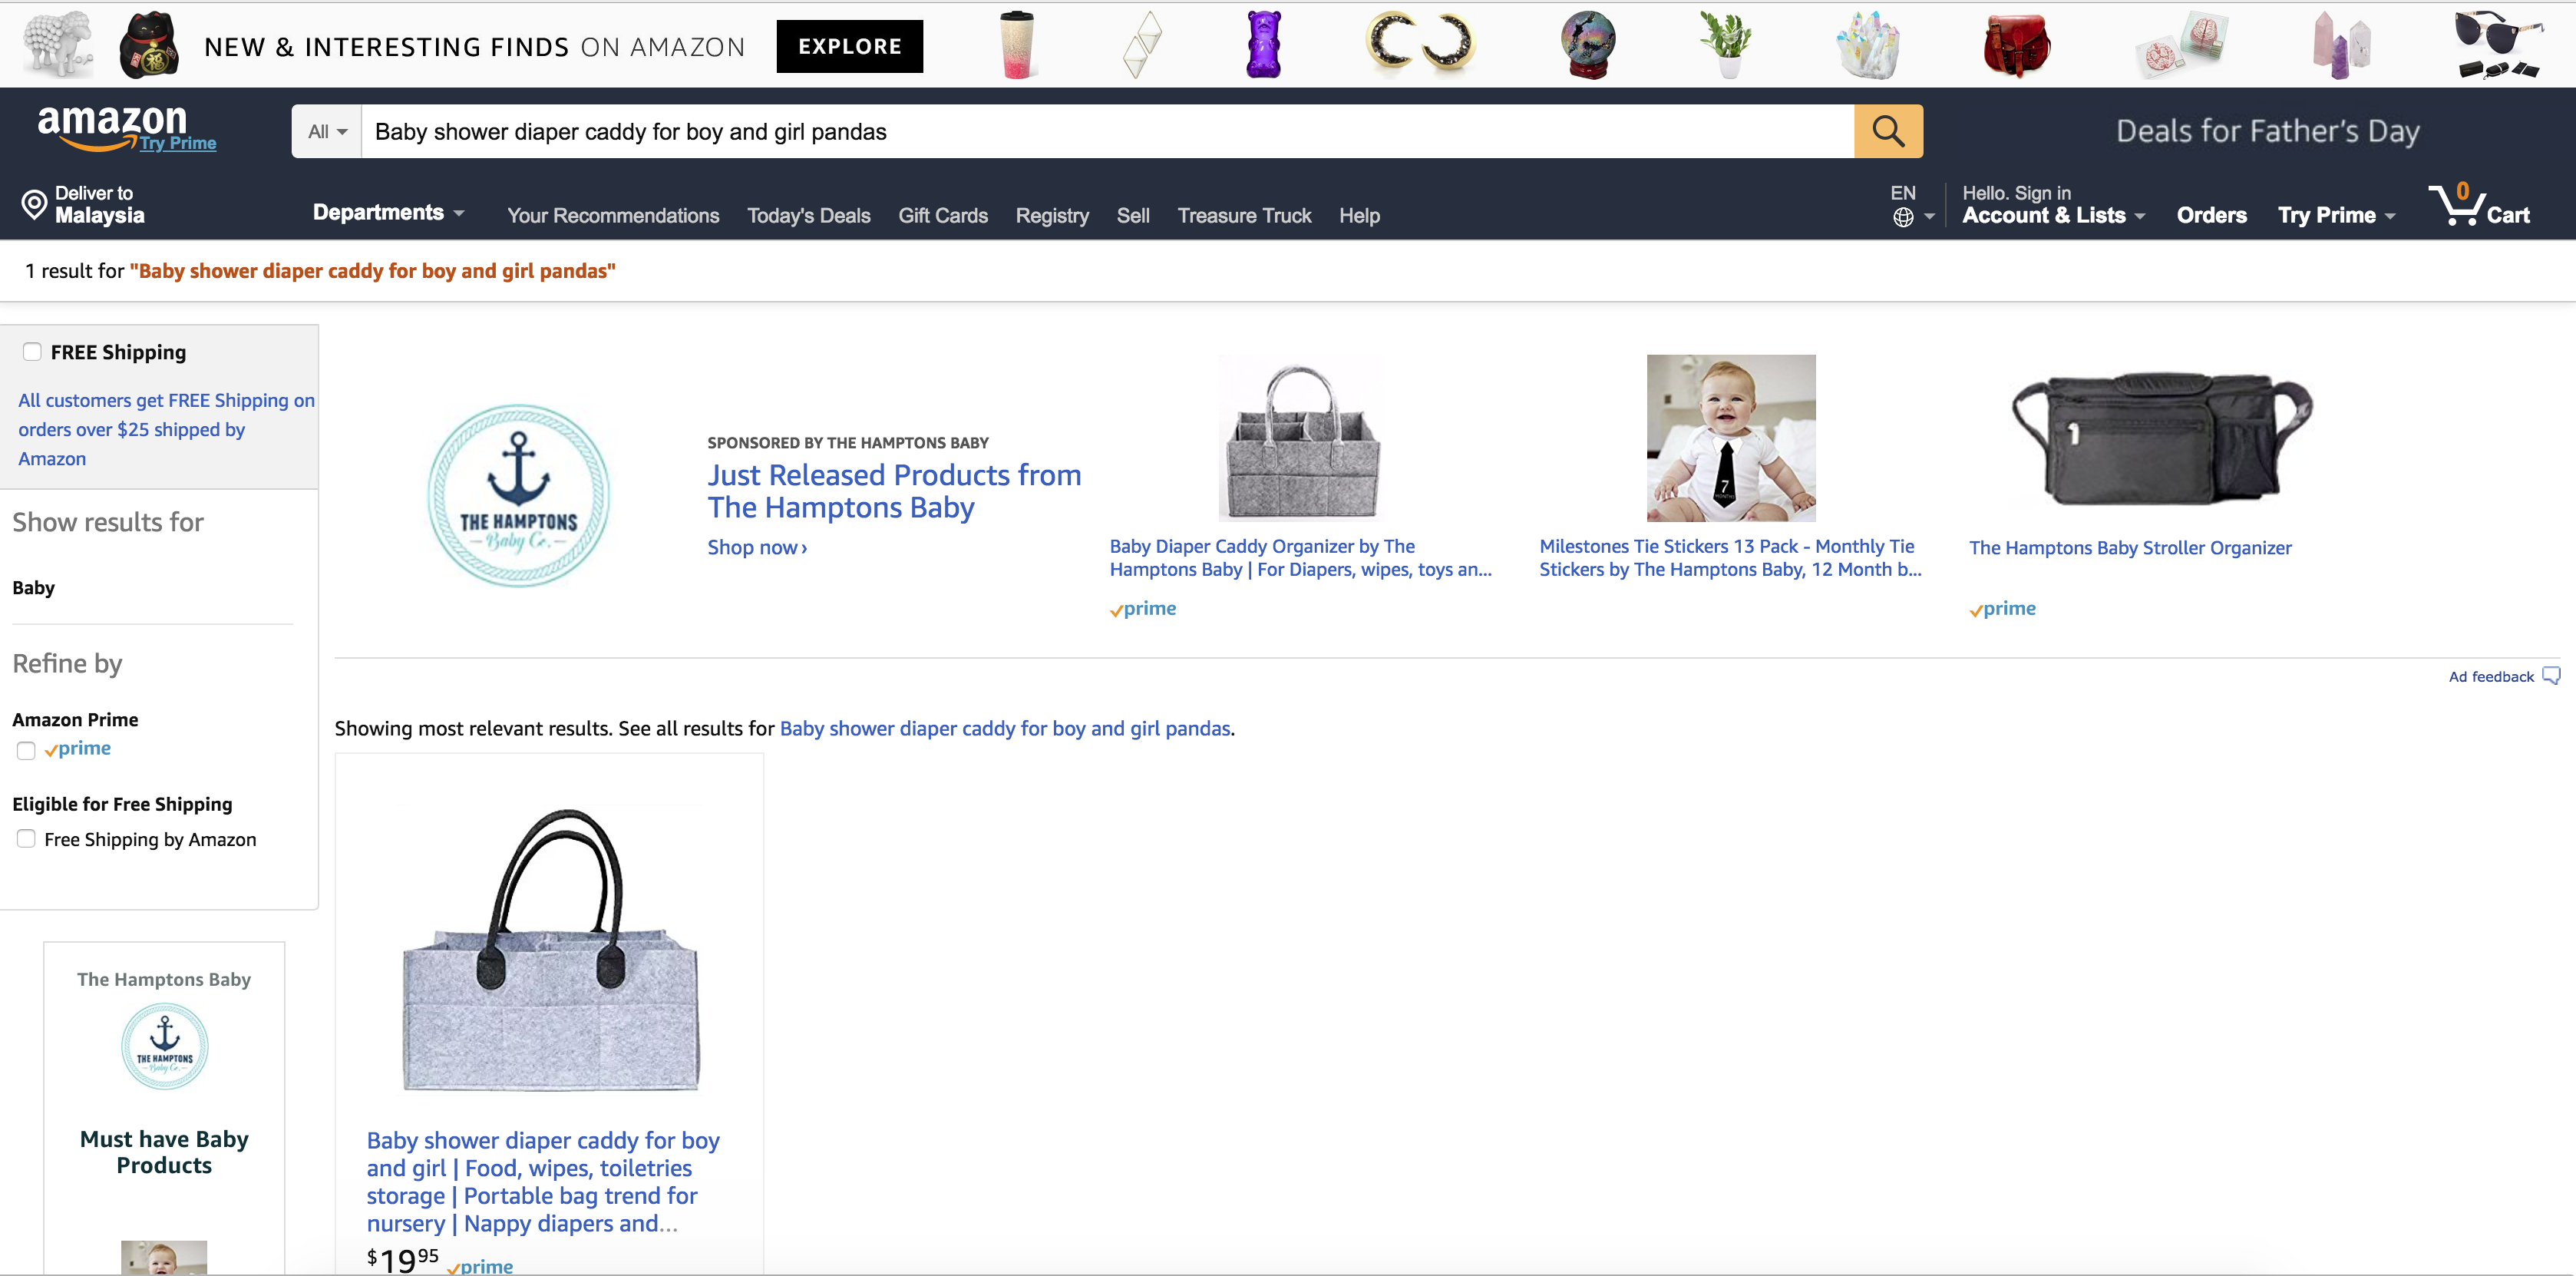 NEW & INTERESTING FINDS ON AMAZON
EXPLORE
amazon
Try Prime
All
Baby shower diaper caddy for boy and girl pandas
Deals for Father's Day
Deliver to
Malaysia
Departments
Your Recommendations
Today's Deals
Gift Cards
Registry
Sell
Treasure Truck
Help
EN
Hello. Sign in
Account & Lists
Orders
Try Prime
0
Cart
1 result for "Baby shower diaper caddy for boy and girl pandas"
FREE Shipping
All customers get FREE Shipping on
orders over $25 shipped by
Amazon
Show results for
Baby
Refine by
Amazon Prime
prime
Eligible for Free Shipping
Free Shipping by Amazon
The Hamptons Baby
THE HAMPTONS
Baby Co.
Must have Baby
Products
THE HAMPTONS
Baby Co.
SPONSORED BY THE HAMPTONS BABY
Just Released Products from
The Hamptons Baby
Shop now ›
Baby Diaper Caddy Organizer by The
Hamptons Baby | For Diapers, wipes, toys an...
prime
7
MONTHS
Milestones Tie Stickers 13 Pack - Monthly Tie
Stickers by The Hamptons Baby, 12 Month b...
The Hamptons Baby Stroller Organizer
prime
Ad feedback
Showing most relevant results. See all results for Baby shower diaper caddy for boy and girl pandas.
Baby shower diaper caddy for boy
and girl | Food, wipes, toiletries
storage | Portable bag trend for
nursery | Nappy diapers and...
$19 95 prime